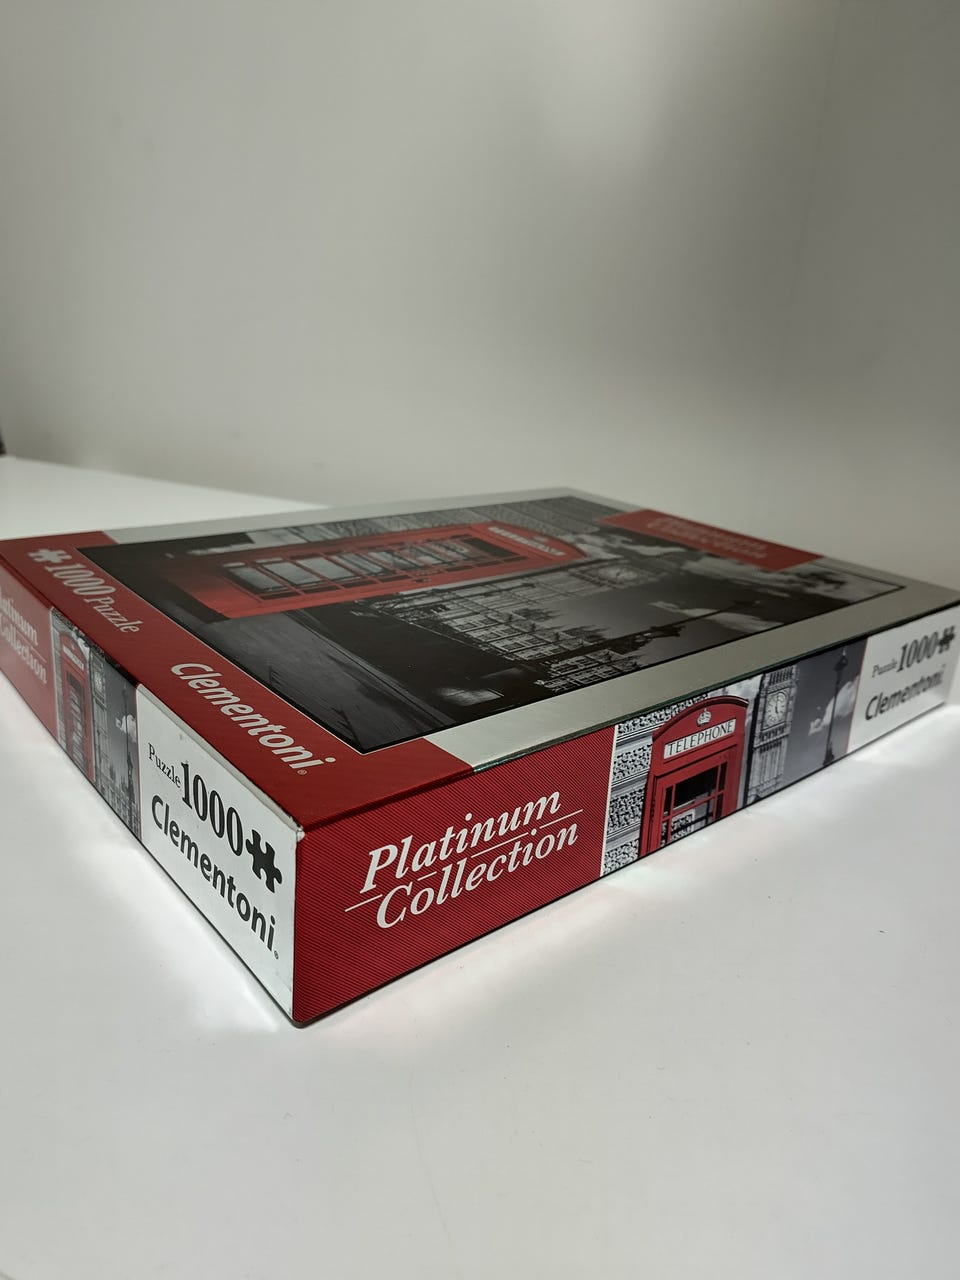 1000 Puzzle
Clementoni®
Platinum
Collection
Puzzle 1000
Clementoni®
Platinum
Collection
TELEPHONE
Puzzle 1000
Clementoni